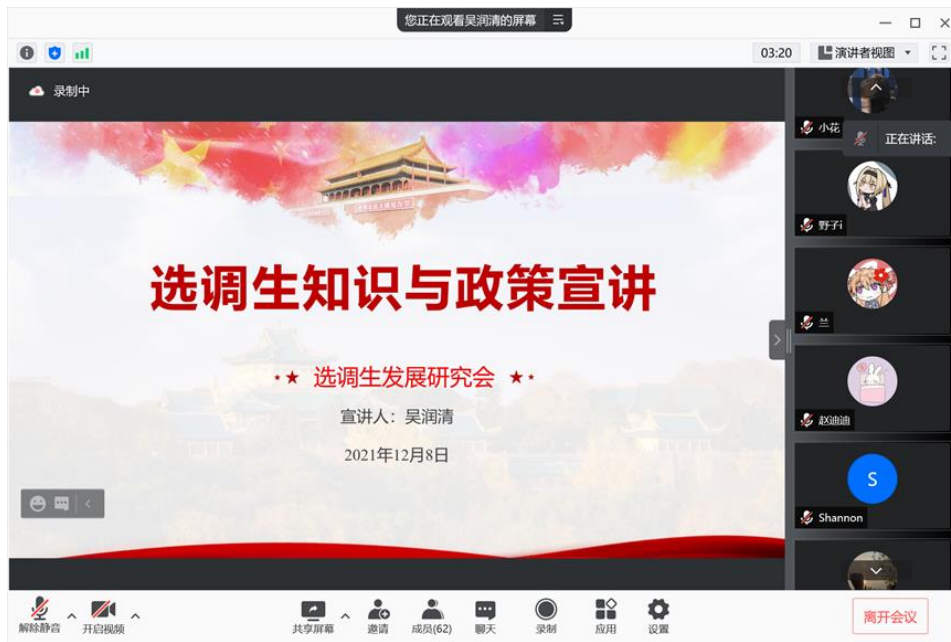 您正在观看吴润清的屏幕
03:20
演讲者视图
录制中
小花
正在讲话:
野子i
选调生知识与政策宣讲
兰
选调生发展研究会
宣讲人：吴润清
赵迪迪
2021年12月8日
S
Shannon
解除静音
开启视频
共享屏幕
邀请
成员(62)
聊天
录制
应用
设置
离开会议